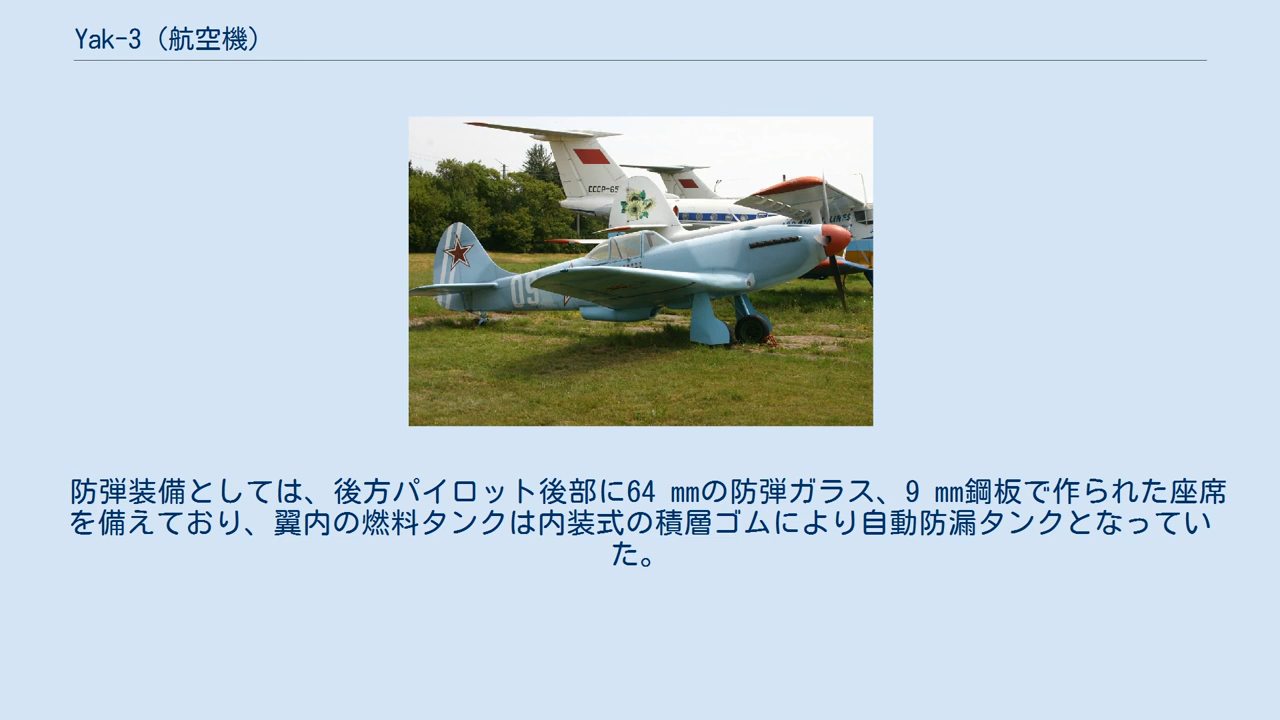 Yak-3（航空機）
СССР-65
05
防弾装備としては、後方パイロット後部に64 mmの防弾ガラス、9 mm鋼板で作られた座席
を備えており、翼内の燃料タンクは内装式の積層ゴムにより自動防漏タンクとなってい
た。